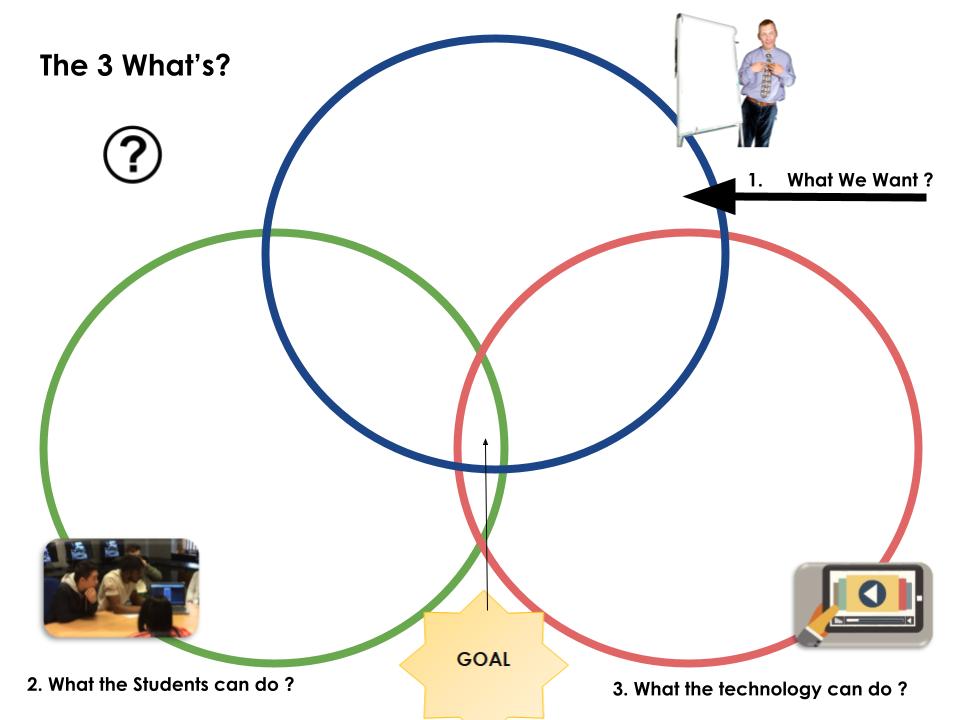 The 3 What's?
?
1. What We Want ?
GOAL
2. What the Students can do ?
3. What the technology can do ?